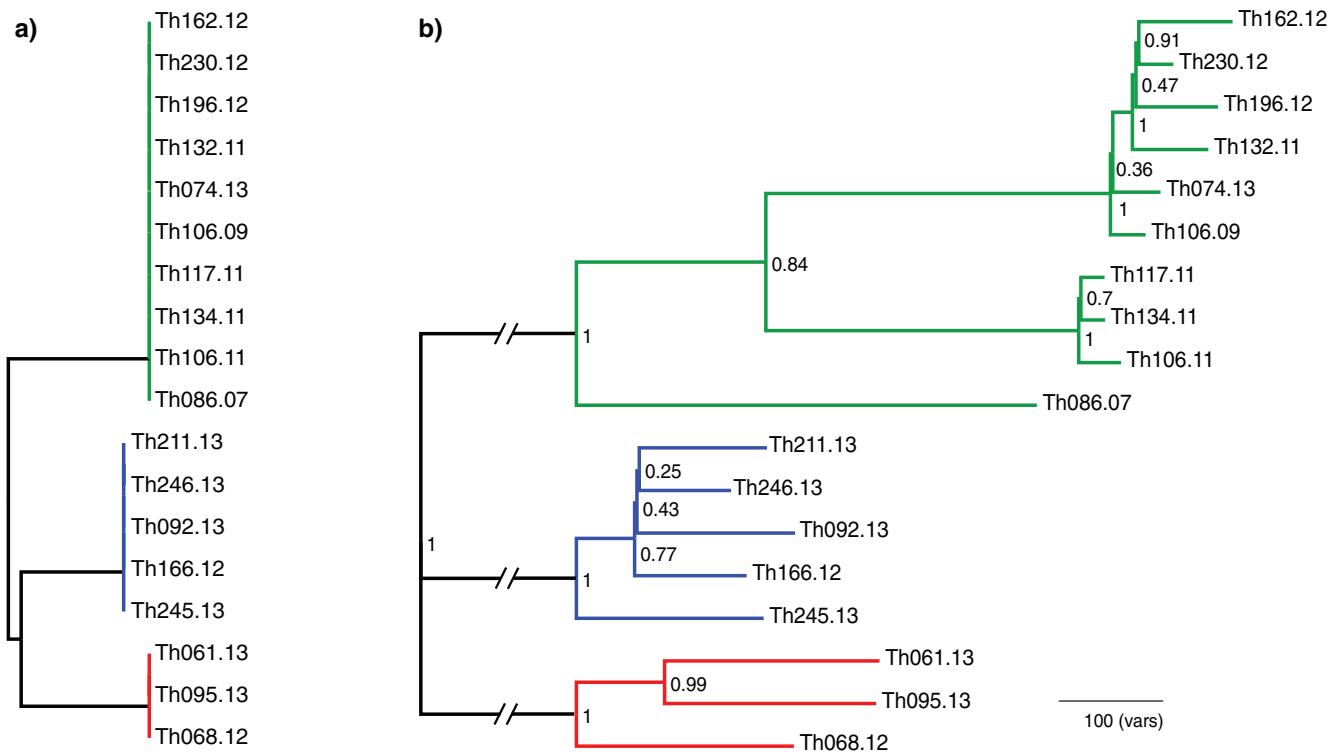 a)
Th162.12
Th230.12
Th196.12
Th132.11
Th074.13
Th106.09
Th117.11
Th134.11
Th106.11
Th086.07
Th211.13
Th246.13
Th092.13
Th166.12
Th245.13
Th061.13
Th095.13
Th068.12
b)
Th162.12
0.91
Th230.12
0.47
Th196.12
1
Th132.11
0.36
Th074.13
1
Th106.09
0.84
Th117.11
0.7
Th134.11
1
Th106.11
1
Th086.07
Th211.13
0.25
Th246.13
0.43
Th092.13
1
0.77
Th166.12
1
Th245.13
Th061.13
0.99
Th095.13
1
Th068.12
100 (vars)